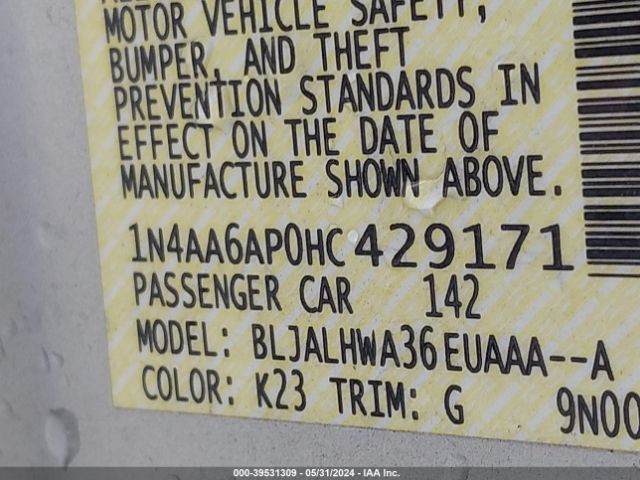 MOTOR VEHICLE SAFETY,
BUMPER, AND THEFT
PREVENTION STANDARDS IN
EFFECT ON THE DATE OF
MANUFACTURE SHOWN ABOVE.
1N4AA6AP0HC429171
PASSENGER CAR 142
MODEL: BLJALHWA36EUAAA--A
COLOR: K23 TRIM: G 9N00
000-39531309 - 05/31/2024 - IAA Inc.